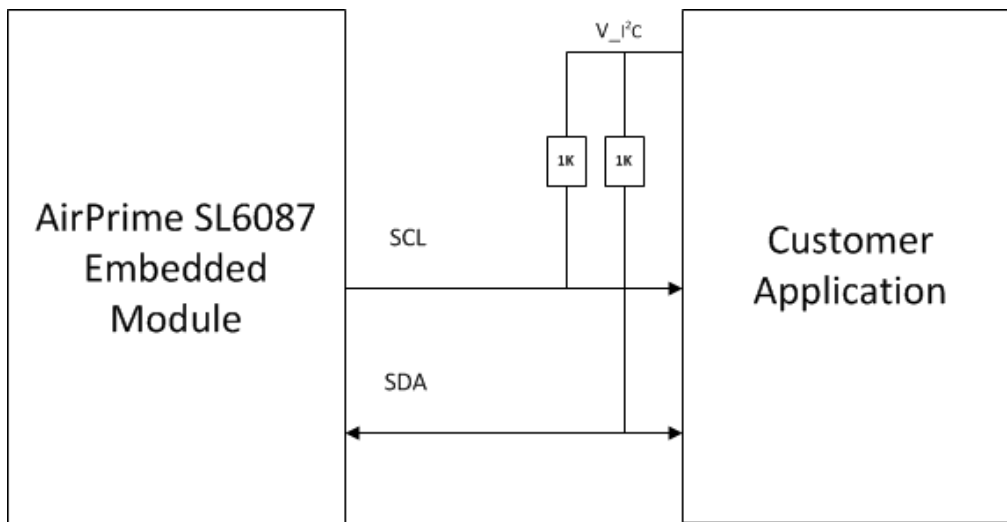 V_I²C
1K 1K
AirPrime SL6087
Embedded
Module
SCL
Customer
Application
SDA